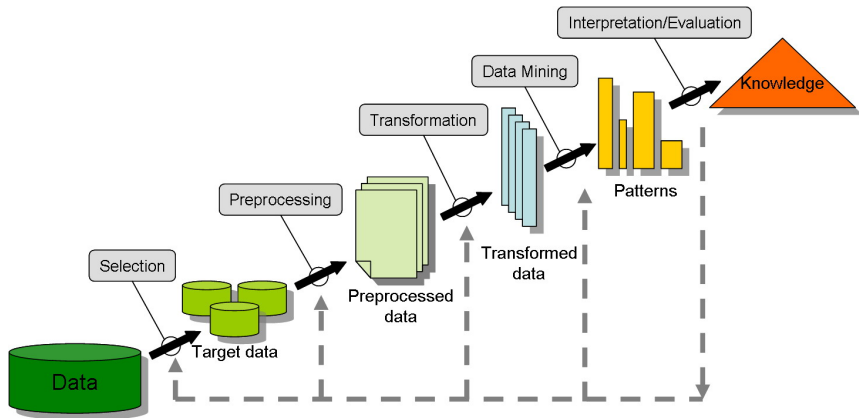 Interpretation/Evaluation
Data Mining
Knowledge
Transformation
Patterns
Preprocessing
Transformed
data
Selection
Preprocessed
data
Target data
Data